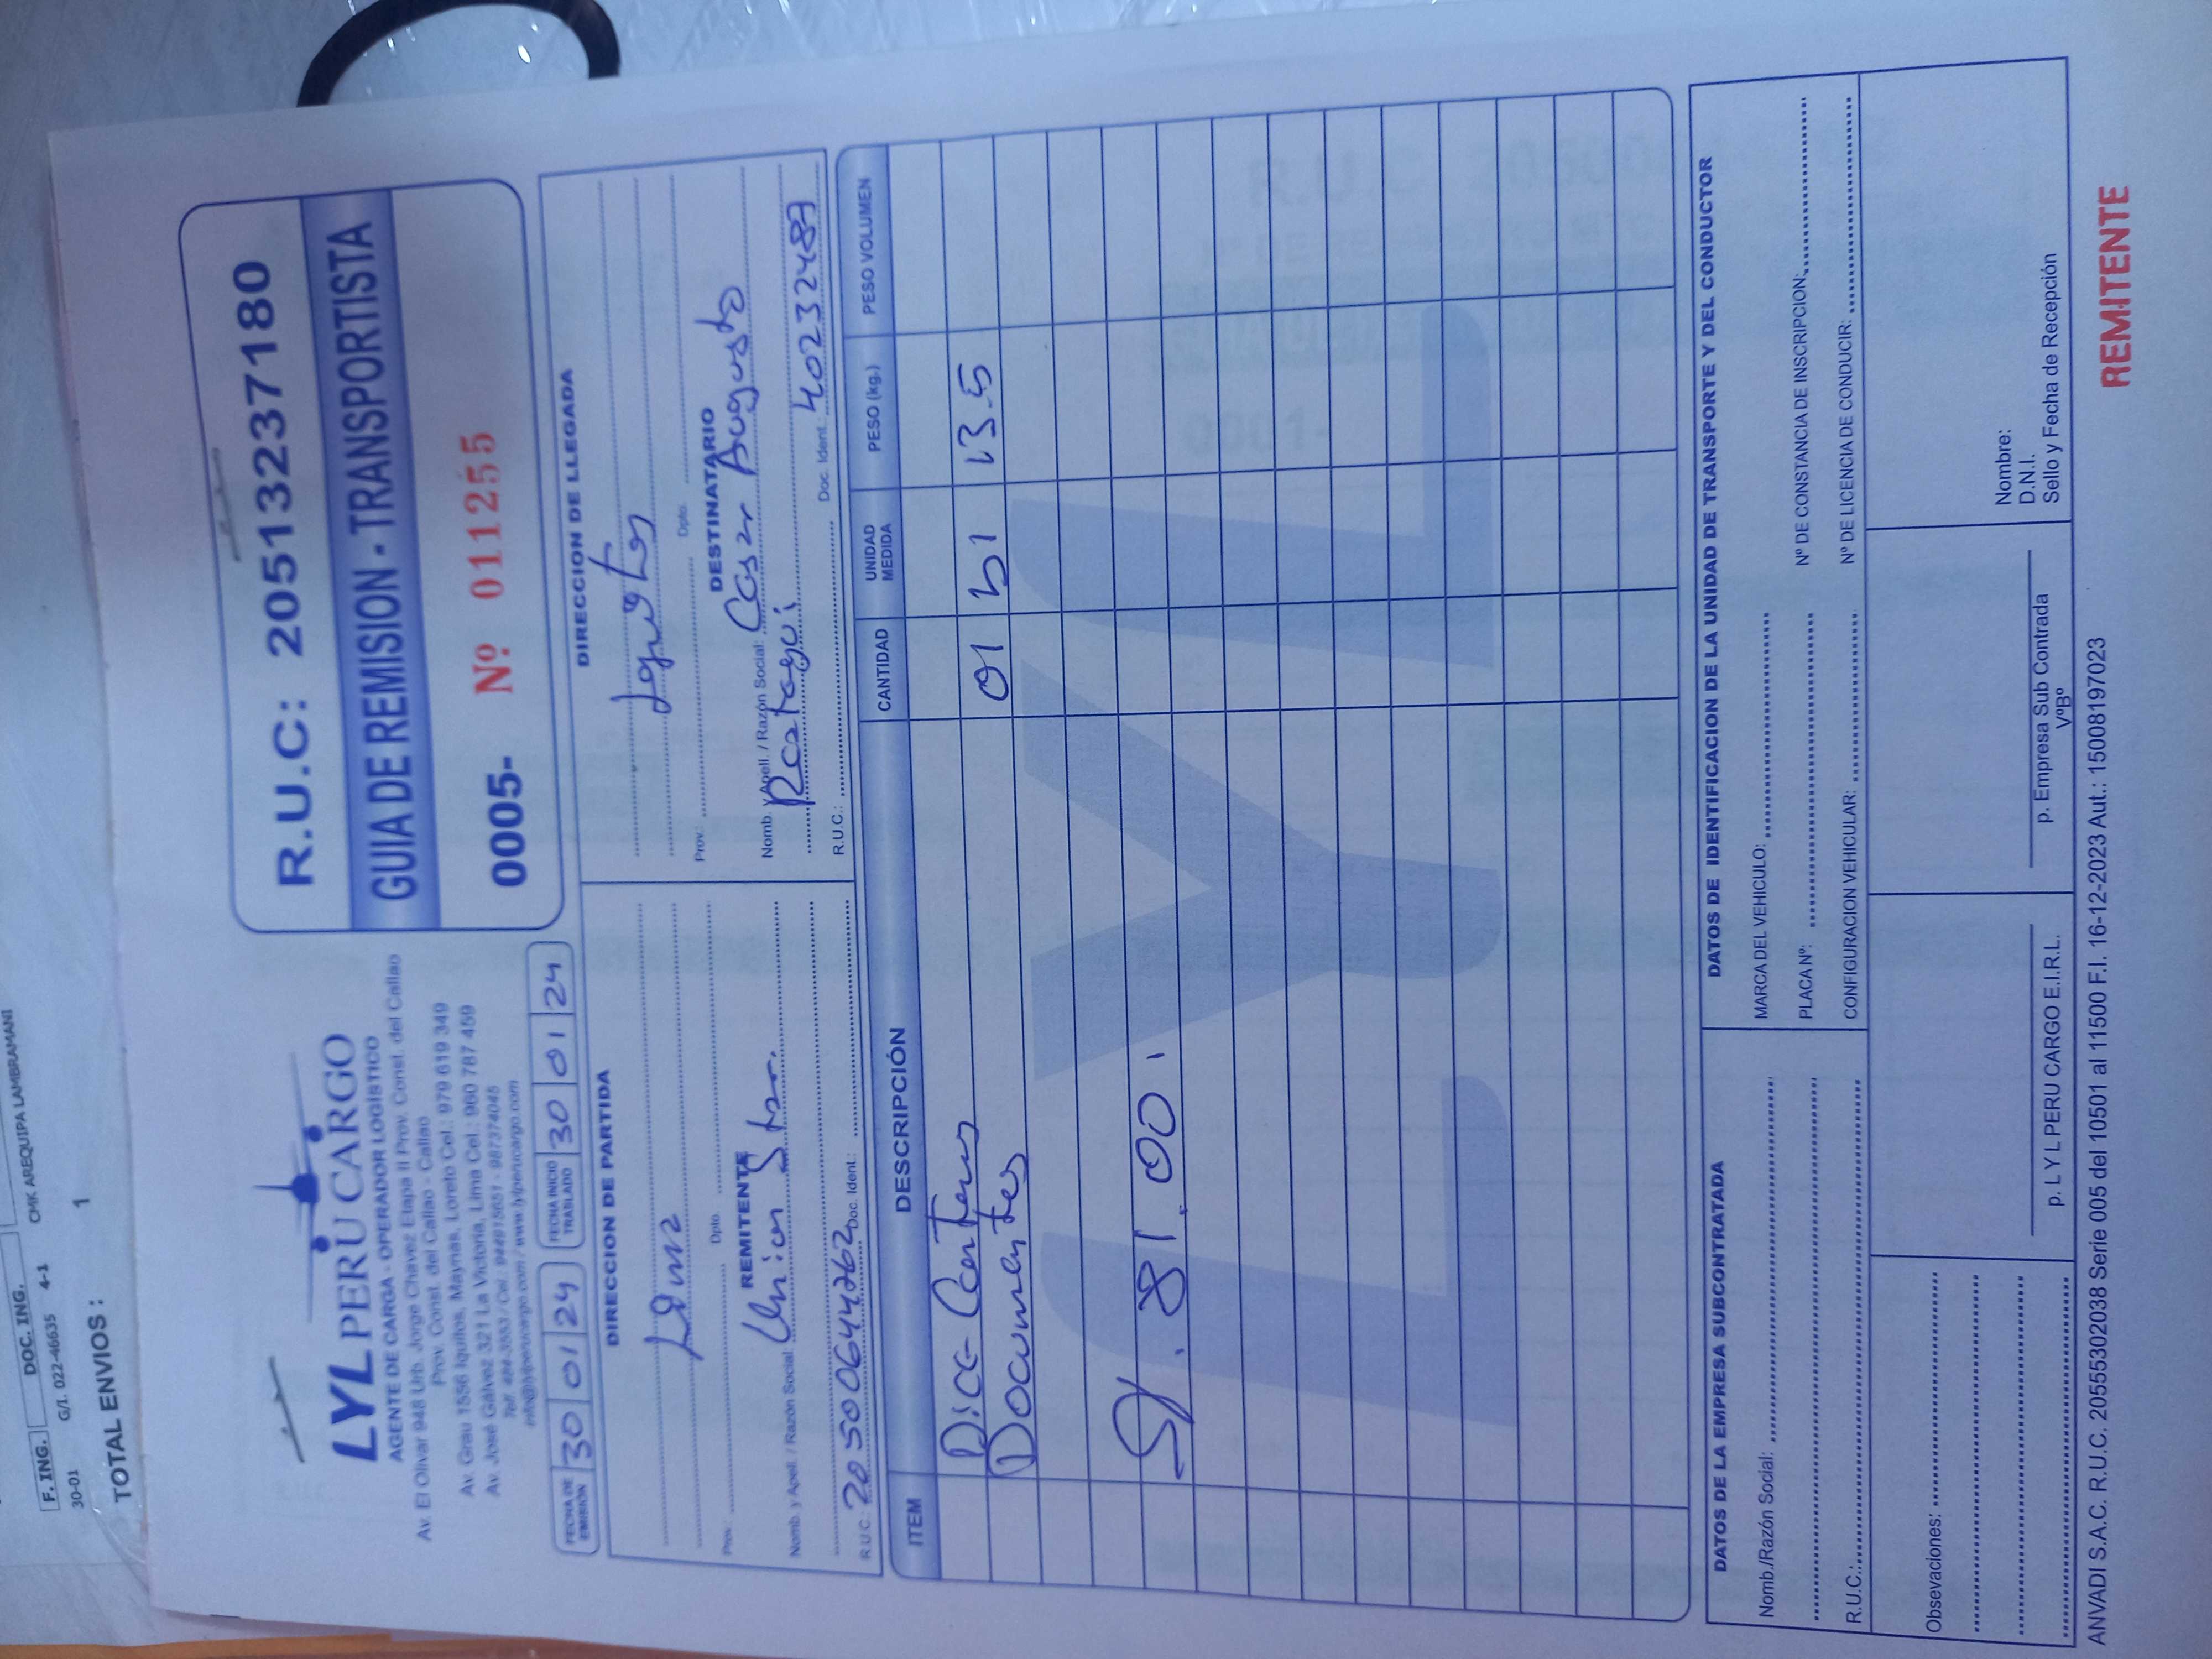 F. ING.
DOC. ING.
30-01
G/I. 022-46635 4-1
CMK AREQUIPA LAMBRAMANI
TOTAL ENVIOS : 1
LYL PERU CARGO
AGENTE DE CARGA - OPERADOR LOGISTICO
Av. El Olivar 948 Urb. Jorge Chavez Etapa II Prov. Const. del Callao
Prov. Const. del Callao - Callao
Av. Grau 1556 Iquitos, Maynas, Loreto Cel.: 979 619 349
Av. José Gálvez 321 La Victoria, Lima Cel.: 960 787 459
R.U.C: 20513237180
GUIA DE REMISION - TRANSPORTISTA
0005- Nº 011255
FECHA DE EMISION 30 01 24
FECHA INICIO TRASLADO 30 01 24
DIRECCION DE PARTIDA
Lima
Prov.: Dpto.
REMITENTE
Nomb. y Apell. / Razón Social:
R.U.C.: 20550644262 Doc. Ident.:
DIRECCION DE LLEGADA
Iquitos
Prov.: Dpto.
DESTINATARIO
Nomb. y Apell. / Razón Social: Cesar Augusto
Doc. Ident.: 402332487
R.U.C.:
ITEM DESCRIPCIÓN CANTIDAD UNIDAD MEDIDA PESO (kg.) PESO VOLUMEN
Dice Contener 01 bl 13.5
Documentos
S/. 81.00
LYL
DATOS DE LA EMPRESA SUBCONTRATADA
Nomb./Razón Social:
R.U.C.:
DATOS DE IDENTIFICACION DE LA UNIDAD DE TRANSPORTE Y DEL CONDUCTOR
MARCA DEL VEHICULO: Nº DE CONSTANCIA DE INSCRIPCION:
PLACA Nº:
CONFIGURACION VEHICULAR: Nº DE LICENCIA DE CONDUCIR:
Obsevaciones:
p. L Y L PERU CARGO E.I.R.L.
p. Empresa Sub Contrada
VºBº
Nombre:
D.N.I.
Sello y Fecha de Recepción
ANVADI S.A.C. R.U.C. 20555302038 Serie 005 del 10501 al 11500 F.I. 16-12-2023 Aut.: 15008197023
REMITENTE